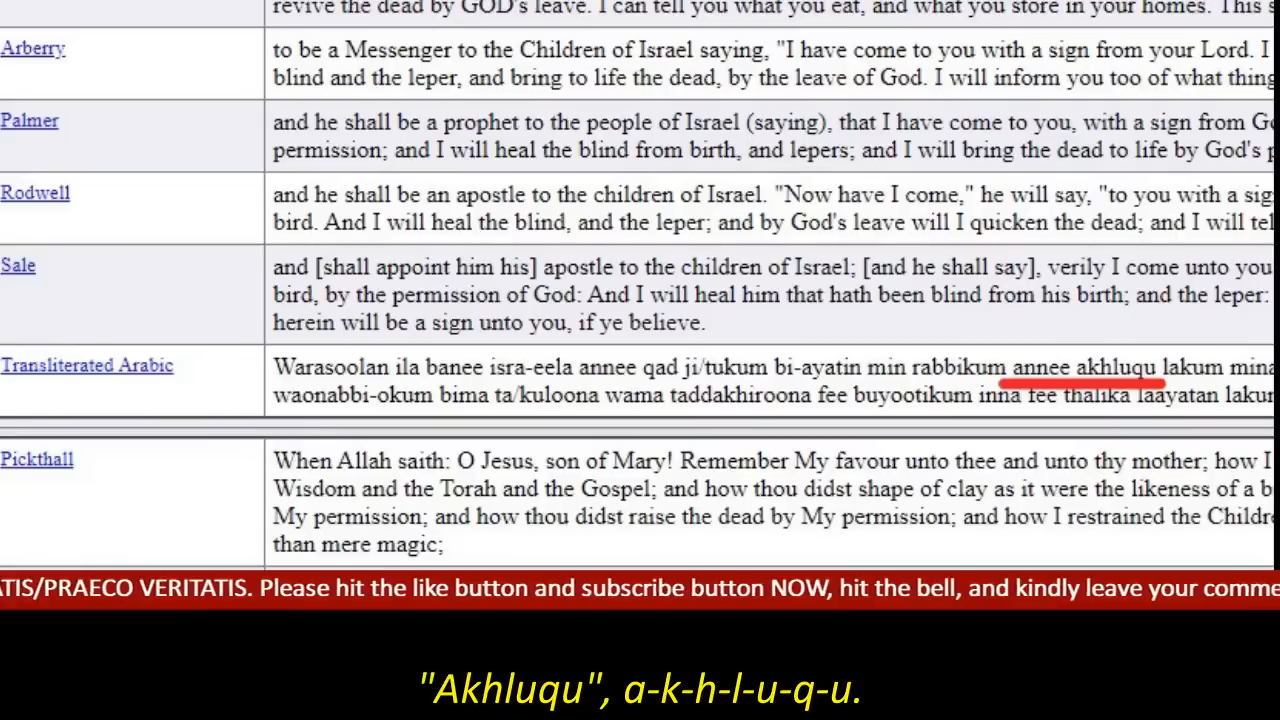 revive the dead by GOD's leave. I can tell you what you eat, and what you store in your homes. This
Arberry
to be a Messenger to the Children of Israel saying, "I have come to you with a sign from your Lord. I
blind and the leper, and bring to life the dead, by the leave of God. I will inform you too of what thing
Palmer
and he shall be a prophet to the people of Israel (saying), that I have come to you, with a sign from
permission; and I will heal the blind from birth, and lepers; and I will bring the dead to life by God's
Rodwell
and he shall be an apostle to the children of Israel. "Now have I come," he will say, "to you with a
bird. And I will heal the blind, and the leper; and by God's leave will I quicken the dead; and I will
Sale
and [shall appoint him his] apostle to the children of Israel; [and he shall say], verily I come unto you
bird, by the permission of God: And I will heal him that hath been blind from his birth; and the leper:
herein will be a sign unto you, if ye believe.
Transliterated Arabic
Warasoolan ila banee isra-eela annee qad ji/tukum bi-ayatin min rabbikum annee akhluqu lakum mina
waonabbi-okum bima ta/kuloona wama taddakhiroona fee buyootikum inna fee thalika laayatan
Pickthall
When Allah saith: O Jesus, son of Mary! Remember My favour unto thee and unto thy mother; how I
Wisdom and the Torah and the Gospel; and how thou didst shape of clay as it were the likeness of a
My permission; and how thou didst raise the dead by My permission; and how I restrained the
than mere magic;
ATIS/PRAECO VERITATIS. Please hit the like button and subscribe button NOW, hit the bell, and kindly leave your
"Akhluqu", a-k-h-l-u-q-u.